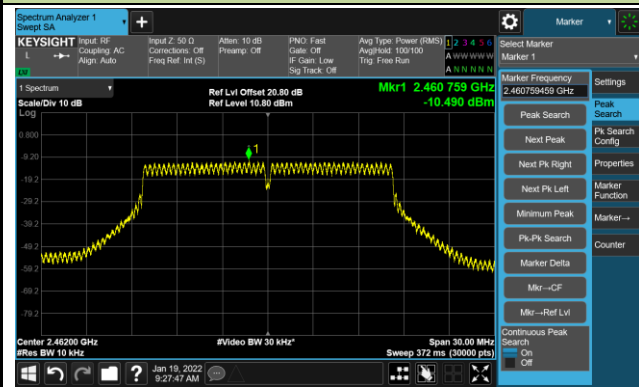 Spectrum Analyzer 1
Swept SA
KEYSIGHT
L
LM
Input: RF
Coupling: AC
Align: Auto
Input Z: 50 Ω
Corrections: Off
Freq Ref: Int (S)
Atten: 10 dB
Preamp: Off
PNO: Fast
Gate: Off
IF Gain: Low
Sig Track: Off
Avg Type: Power (RMS)
Avg|Hold: 100/100
Trig: Free Run
1 2 3 4 5 6
A W W W W W
A N N N N N
1 Spectrum
Scale/Div 10 dB
Log
Ref Lvl Offset 20.80 dB
Ref Level 10.80 dBm
Mkr1 2.460 759 GHz
-10.490 dBm
0.800
-9.20
-19.2
-29.2
-39.2
-49.2
-59.2
-69.2
-79.2
1
Center 2.46200 GHz
#Res BW 10 kHz
#Video BW 30 kHz*
Span 30.00 MHz
Sweep 372 ms (30000 pts)
Jan 19, 2022
9:27:47 AM
Marker
Select Marker
Marker 1
Marker Frequency
2.460759459 GHz
Peak Search
Next Peak
Next Pk Right
Next Pk Left
Minimum Peak
Pk-Pk Search
Marker Delta
Mkr→CF
Mkr→Ref Lvl
Continuous Peak
Search
On
Off
Settings
Peak
Search
Pk Search
Config
Properties
Marker
Function
Marker→
Counter